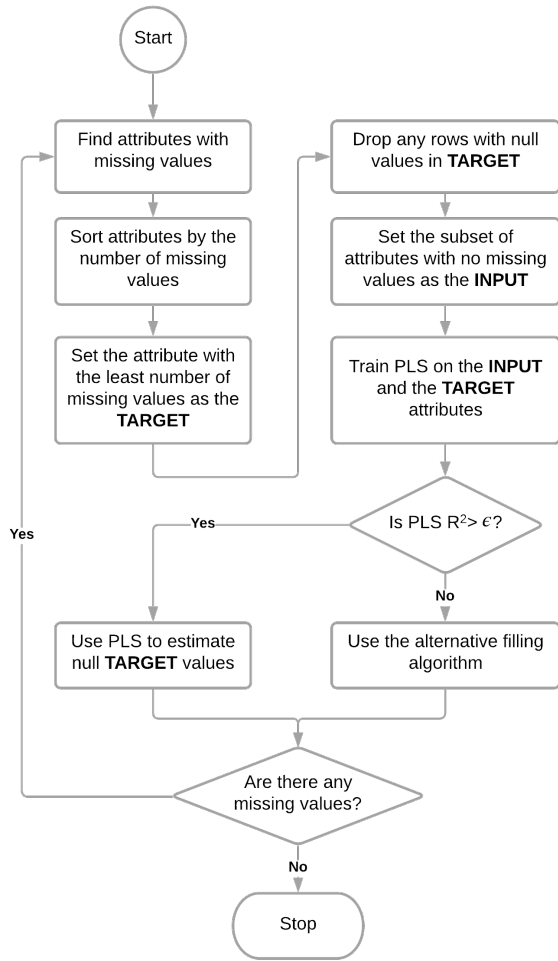 Start
Find attributes with
missing values
Sort attributes by the
number of missing
values
Set the attribute with
the least number of
missing values as the
TARGET
Drop any rows with null
values in TARGET
Set the subset of
attributes with no missing
values as the INPUT
Train PLS on the INPUT
and the TARGET
attributes
Is PLS R²> ϵ?
Yes
No
Use PLS to estimate
null TARGET values
Use the alternative filling
algorithm
Are there any
missing values?
Yes
No
Stop